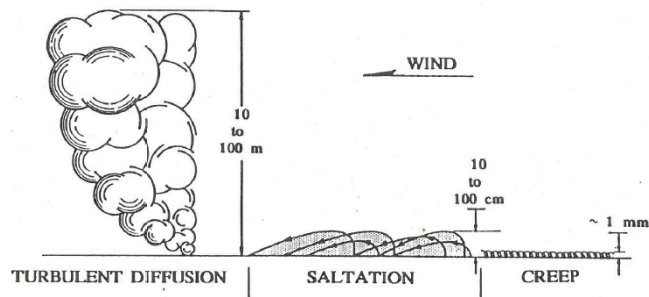 WIND
10
to
100 m
10
to
100 cm
~ 1 mm
TURBULENT DIFFUSION
SALTATION
CREEP